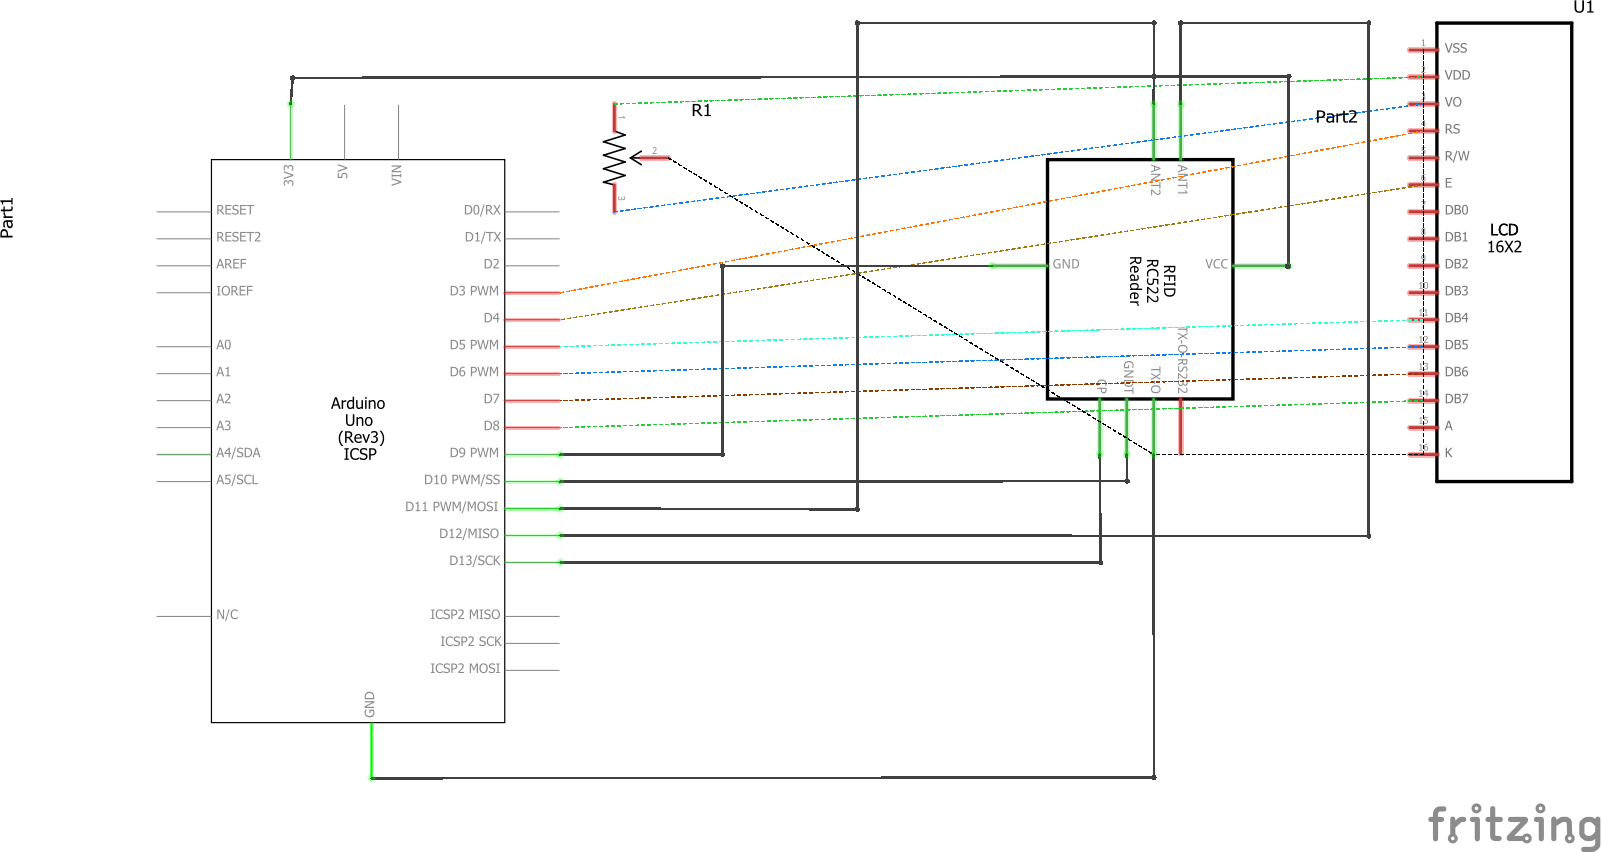 U1
Part1
3V3
5V
VIN
RESET
RESET2
AREF
IOREF
A0
A1
A2
A3
A4/SDA
A5/SCL
N/C
Arduino
Uno
(Rev3)
ICSP
D0/RX
D1/TX
D2
D3 PWM
D4
D5 PWM
D6 PWM
D7
D8
D9 PWM
D10 PWM/SS
D11 PWM/MOSI
D12/MISO
D13/SCK
ICSP2 MISO
ICSP2 SCK
ICSP2 MOSI
GND
R1
1
2
3
Part2
ANT2
ANT1
GND
VCC
RFID
RC522
Reader
CP
GNDT
TX-O
TX-O-RS232
1
VSS
VDD
VO
RS
R/W
E
DB0
DB1
DB2
DB3
DB4
DB5
DB6
DB7
A
K
LCD
16X2
fritzing